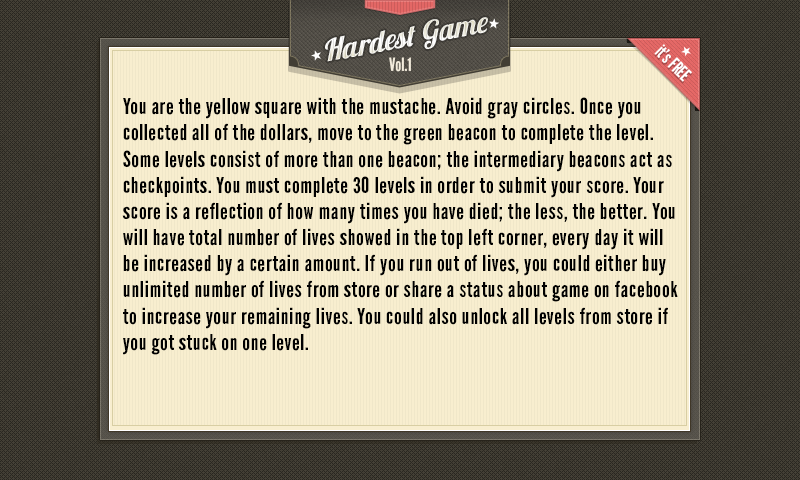 Hardest Game
Vol.1
it's FREE
You are the yellow square with the mustache. Avoid gray circles. Once you
collected all of the dollars, move to the green beacon to complete the level.
Some levels consist of more than one beacon; the intermediary beacons act as
checkpoints. You must complete 30 levels in order to submit your score. Your
score is a reflection of how many times you have died; the less, the better. You
will have total number of lives showed in the top left corner, every day it will
be increased by a certain amount. If you run out of lives, you could either buy
unlimited number of lives from store or share a status about game on facebook
to increase your remaining lives. You could also unlock all levels from store if
you got stuck on one level.